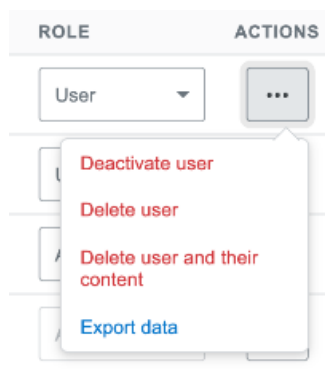 ROLE ACTIONS
User ...
Deactivate user
Delete user
Delete user and their
content
Export data